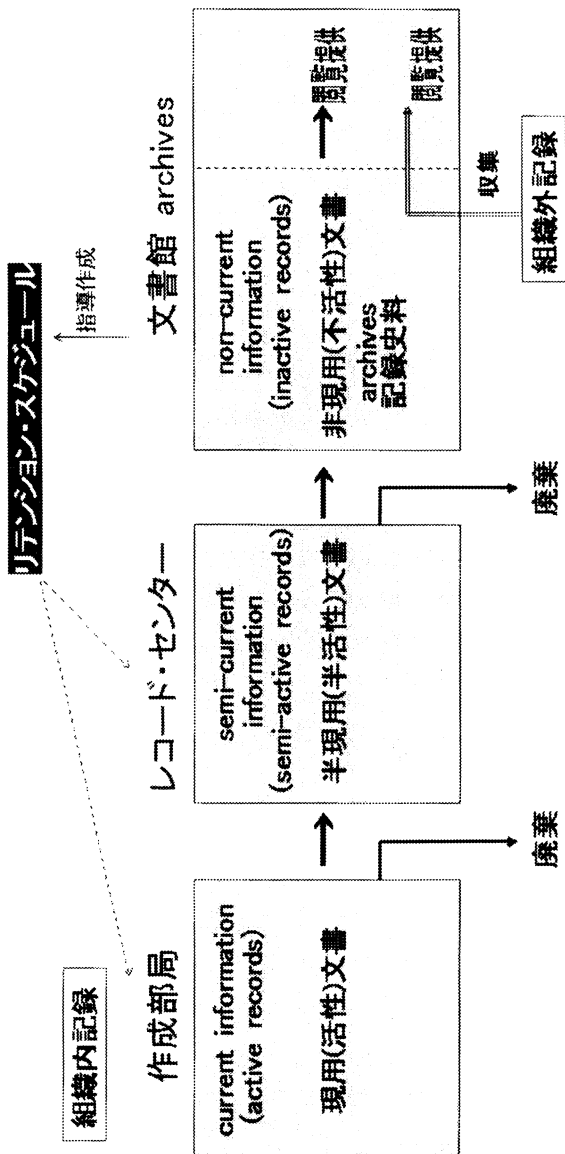 リテンション・スケジュール
組織内記録
指導作成
作成部局
レコード・センター
文書館 archives
current information
(active records)
現用(活性)文書
semi-current
information
(semi-active records)
半現用(半活性)文書
non-current
information
(inactive records)
非現用(不活性)文書
archives
記録史料
閲覧提供
閲覧提供
廃棄
廃棄
収集
組織外記録